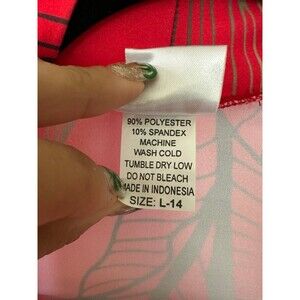 90% POLYESTER
10% SPANDEX
MACHINE
WASH COLD
TUMBLE DRY LOW
DO NOT BLEACH
MADE IN INDONESIA
SIZE: L-14